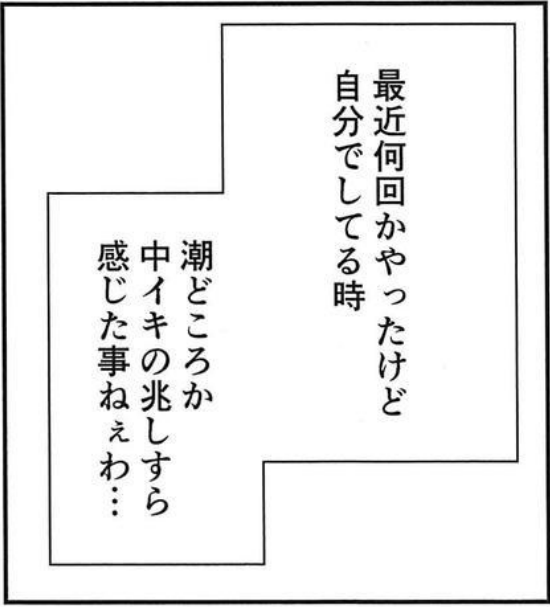 最近何回かやったけど
自分でしてる時
潮どころか
中イキの兆しすら
感じた事ねぇわ…